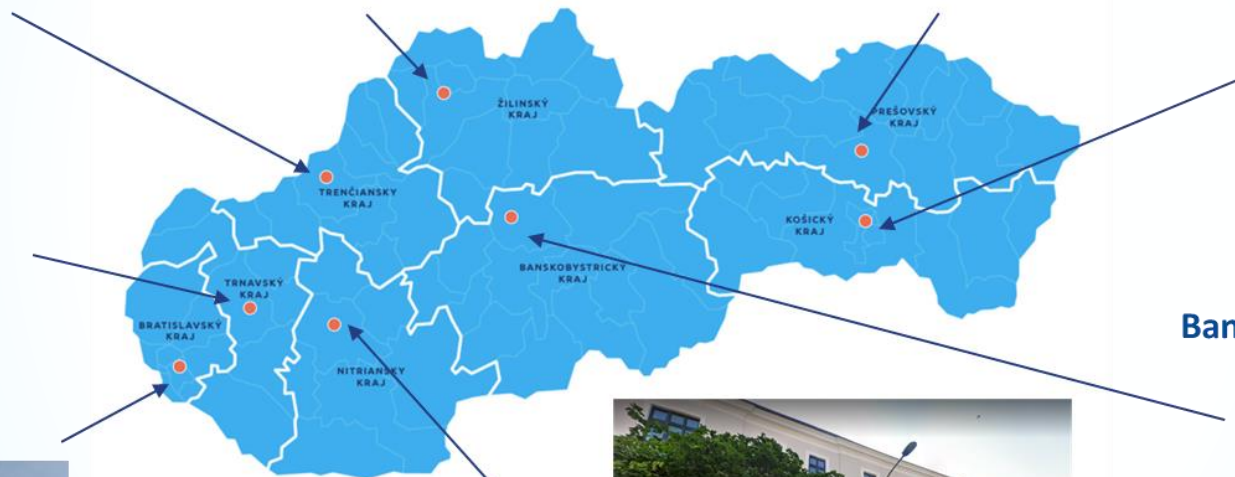 ŽILINSKÝ
KRAJ
PREŠOVSKÝ
KRAJ
TRENČIANSKY
KRAJ
KOŠICKÝ
KRAJ
BANSKOBYSTRICKÝ
KRAJ
TRNAVSKÝ
KRAJ
BRATISLAVSKÝ
KRAJ
NITRIANSKY
KRAJ
Ban